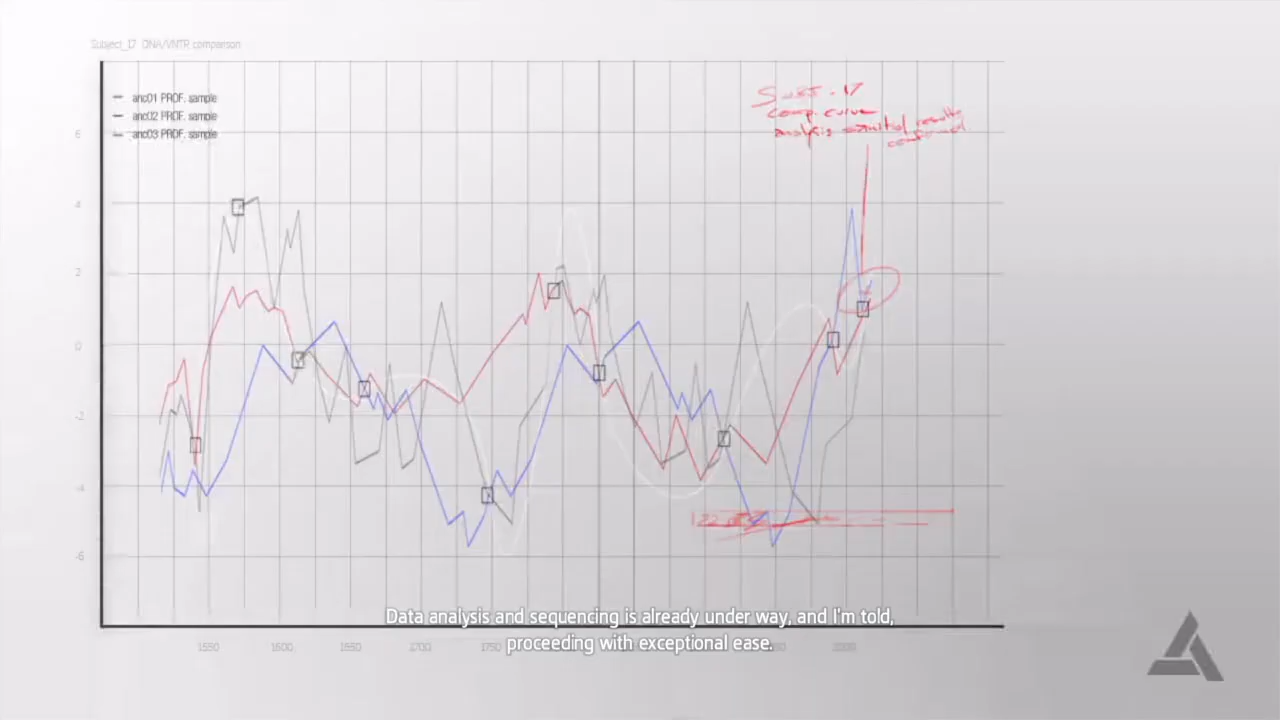 Subject_17 DNA/VNTR comparison
anc01 PROF. sample
anc02 PROF. sample
anc03 PROF. sample
SUBJ. 17
comp. curve
analysis results
confirmed
6
4
2
0
-2
-4
-6
Data analysis and sequencing is already under way, and I'm told,
proceeding with exceptional ease.
1550 1600 1650 1700 1750 2000